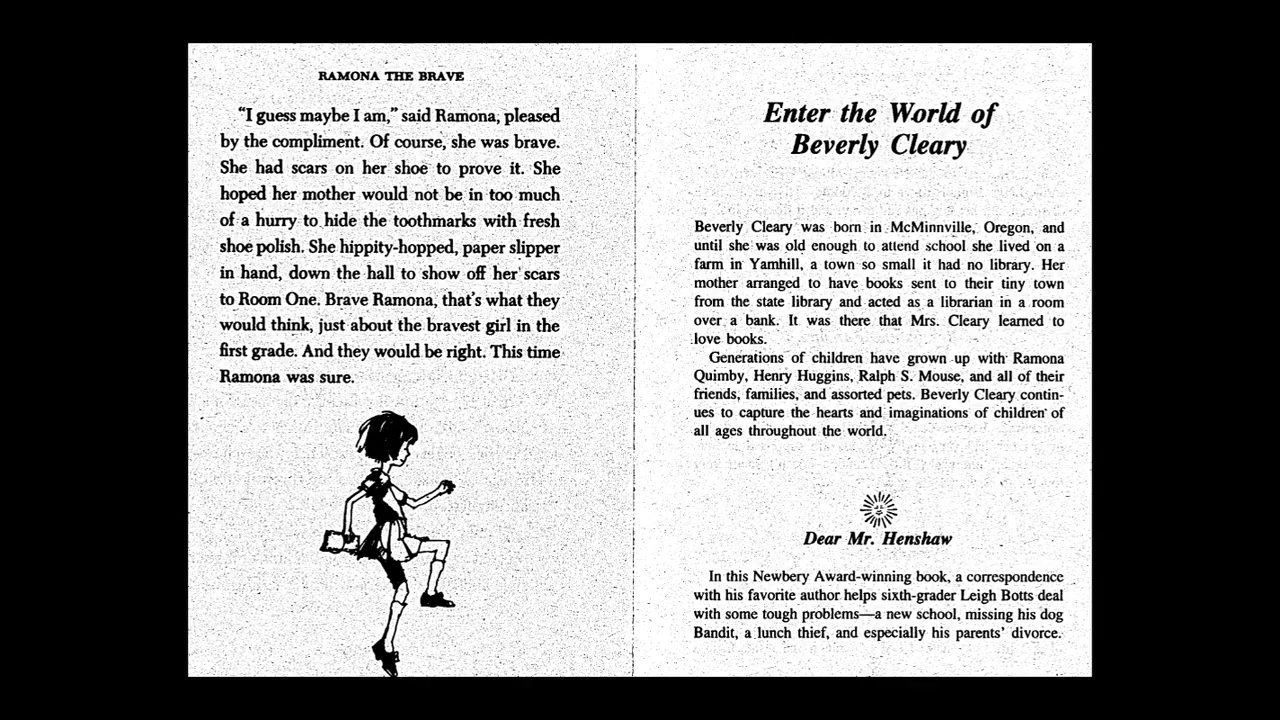 RAMONA THE BRAVE
“I guess maybe I am,” said Ramona, pleased
by the compliment. Of course, she was brave.
She had scars on her shoe to prove it. She
hoped her mother would not be in too much
of a hurry to hide the toothmarks with fresh
shoe polish. She hippity-hopped, paper slipper
in hand, down the hall to show off her scars
to Room One. Brave Ramona, that’s what they
would think, just about the bravest girl in the
first grade. And they would be right. This time
Ramona was sure.
Enter the World of
Beverly Cleary
Beverly Cleary was born in McMinnville, Oregon, and
until she was old enough to attend school she lived on a
farm in Yamhill, a town so small it had no library. Her
mother arranged to have books sent to their tiny town
from the state library and acted as a librarian in a room
over a bank. It was there that Mrs. Cleary learned to
love books.
Generations of children have grown up with Ramona
Quimby, Henry Huggins, Ralph S. Mouse, and all of their
friends, families, and assorted pets. Beverly Cleary contin-
ues to capture the hearts and imaginations of children of
all ages throughout the world.
Dear Mr. Henshaw
In this Newbery Award-winning book, a correspondence
with his favorite author helps sixth-grader Leigh Botts deal
with some tough problems—a new school, missing his dog
Bandit, a lunch thief, and especially his parents’ divorce.